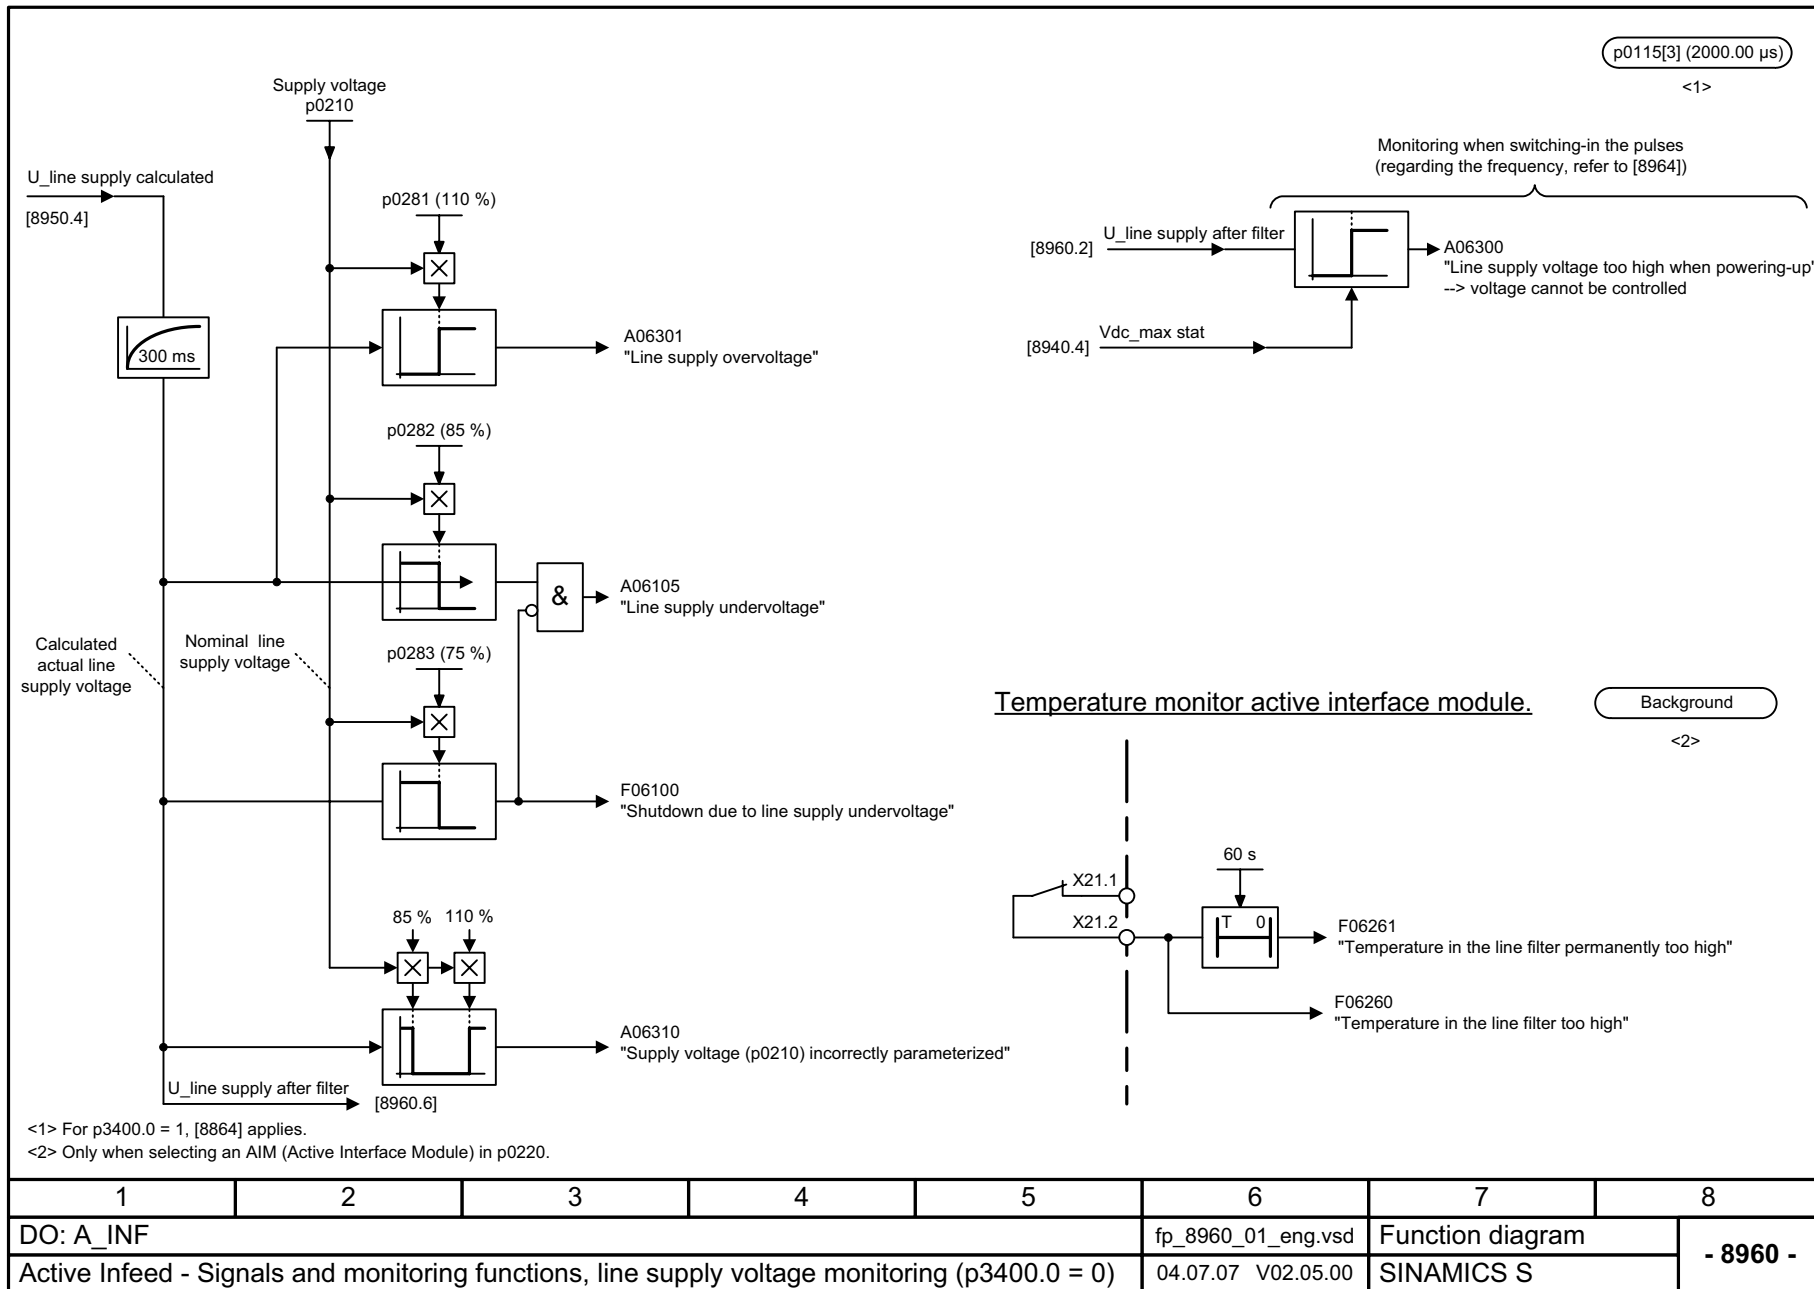 p0115[3] (2000.00 µs)
<1>
Supply voltage
p0210
U_line supply calculated
[8950.4]
p0281 (110 %)
300 ms
A06301
"Line supply overvoltage"
p0282 (85 %)
&
A06105
"Line supply undervoltage"
Calculated
actual line
supply voltage
Nominal line
supply voltage
p0283 (75 %)
F06100
"Shutdown due to line supply undervoltage"
85 % 110 %
A06310
"Supply voltage (p0210) incorrectly parameterized"
U_line supply after filter
[8960.6]
Monitoring when switching-in the pulses
(regarding the frequency, refer to [8964])
[8960.2] U_line supply after filter
A06300
"Line supply voltage too high when powering-up"
--> voltage cannot be controlled
[8940.4] Vdc_max stat
Temperature monitor active interface module.
Background
<2>
60 s
X21.1
X21.2
T 0
F06261
"Temperature in the line filter permanently too high"
F06260
"Temperature in the line filter too high"
<1> For p3400.0 = 1, [8864] applies.
<2> Only when selecting an AIM (Active Interface Module) in p0220.
1 2 3 4 5 6 7 8
DO: A_INF
fp_8960_01_eng.vsd
Function diagram
- 8960 -
Active Infeed - Signals and monitoring functions, line supply voltage monitoring (p3400.0 = 0)
04.07.07 V02.05.00
SINAMICS S